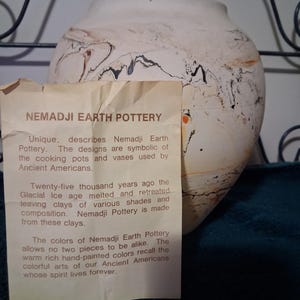 NEMADJI EARTH POTTERY
Unique, describes Nemadji Earth
Pottery. The designs are symbolic of
the cooking pots and vases used by
Ancient Americans.
Twenty-five thousand years ago the
Glacial Ice age melted and retreated
leaving clays of various shades and
composition. Nemadji Pottery is made
from these clays.
The colors of Nemadji Earth Pottery
allows no two pieces to be alike. The
warm rich hand-painted colors recall the
colorful arts of our Ancient Americans
whose spirit lives forever.